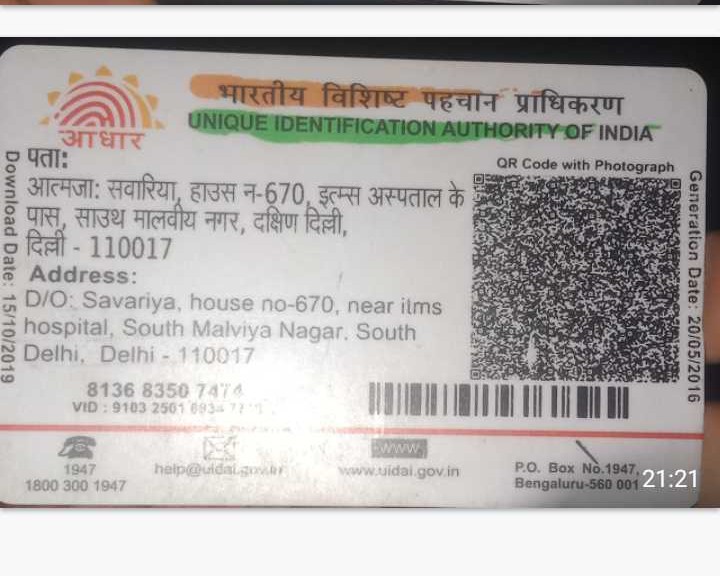 आधार
भारतीय विशिष्ट पहचान प्राधिकरण
UNIQUE IDENTIFICATION AUTHORITY OF INDIA
QR Code with Photograph
पता:
आत्मजा: सवारिया, हाउस न-670, इत्म्स अस्पताल के
पास, साउथ मालवीय नगर, दक्षिण दिल्ली,
दिल्ली - 110017
Address:
D/O: Savariya, house no-670, near itms
hospital, South Malviya Nagar, South
Delhi, Delhi - 110017
Download Date: 15/10/2019
Generation Date: 20/05/2016
8136 8350
VID : 9103 2501
1947
1800 300 1947
help@uidai.gov.in
www
www.uidai.gov.in
P.O. Box No.1947,
Bengaluru-560 001
21:21